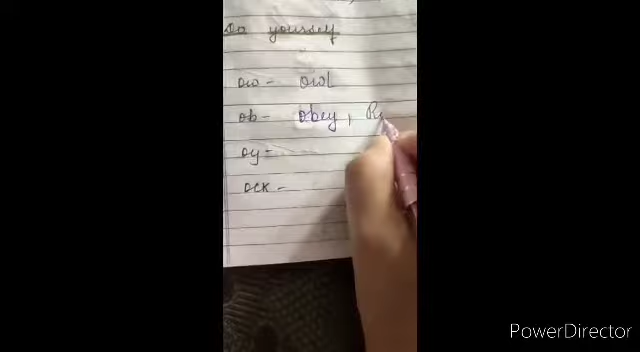 Do yourself
ow - owl
ob - obey,
oy -
ock -
PowerDirector